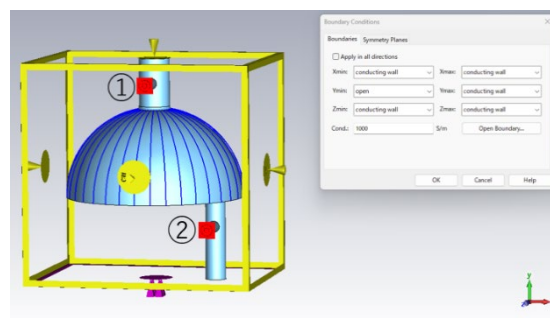 Boundary Conditions
Boundaries Symmetry Planes
Apply in all directions
Xmin: conducting wall Xmax: conducting wall
Ymin: open Ymax: conducting wall
Zmin: conducting wall Zmax: conducting wall
Cond.: 1000 S/m Open Boundary...
OK Cancel Help
①
②
y